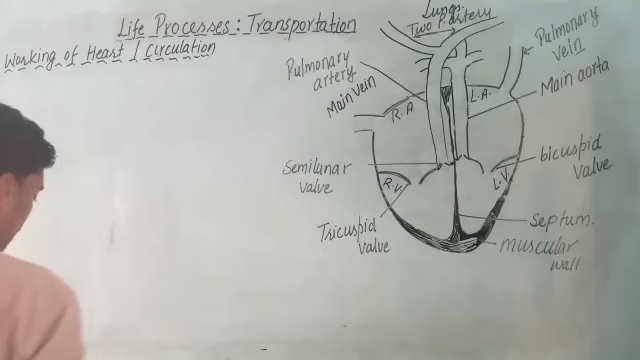 Life Processes: Transportation
Working of Heart / Circulation
Lungs
Two P. artery
Pulmonary
vein
Pulmonary
artery
Main vein
Main aorta
R.A
L.A.
Semilunar
valve
bicuspid
Valve
R.V.
L.V.
Tricuspid
valve
septum.
muscular
wall